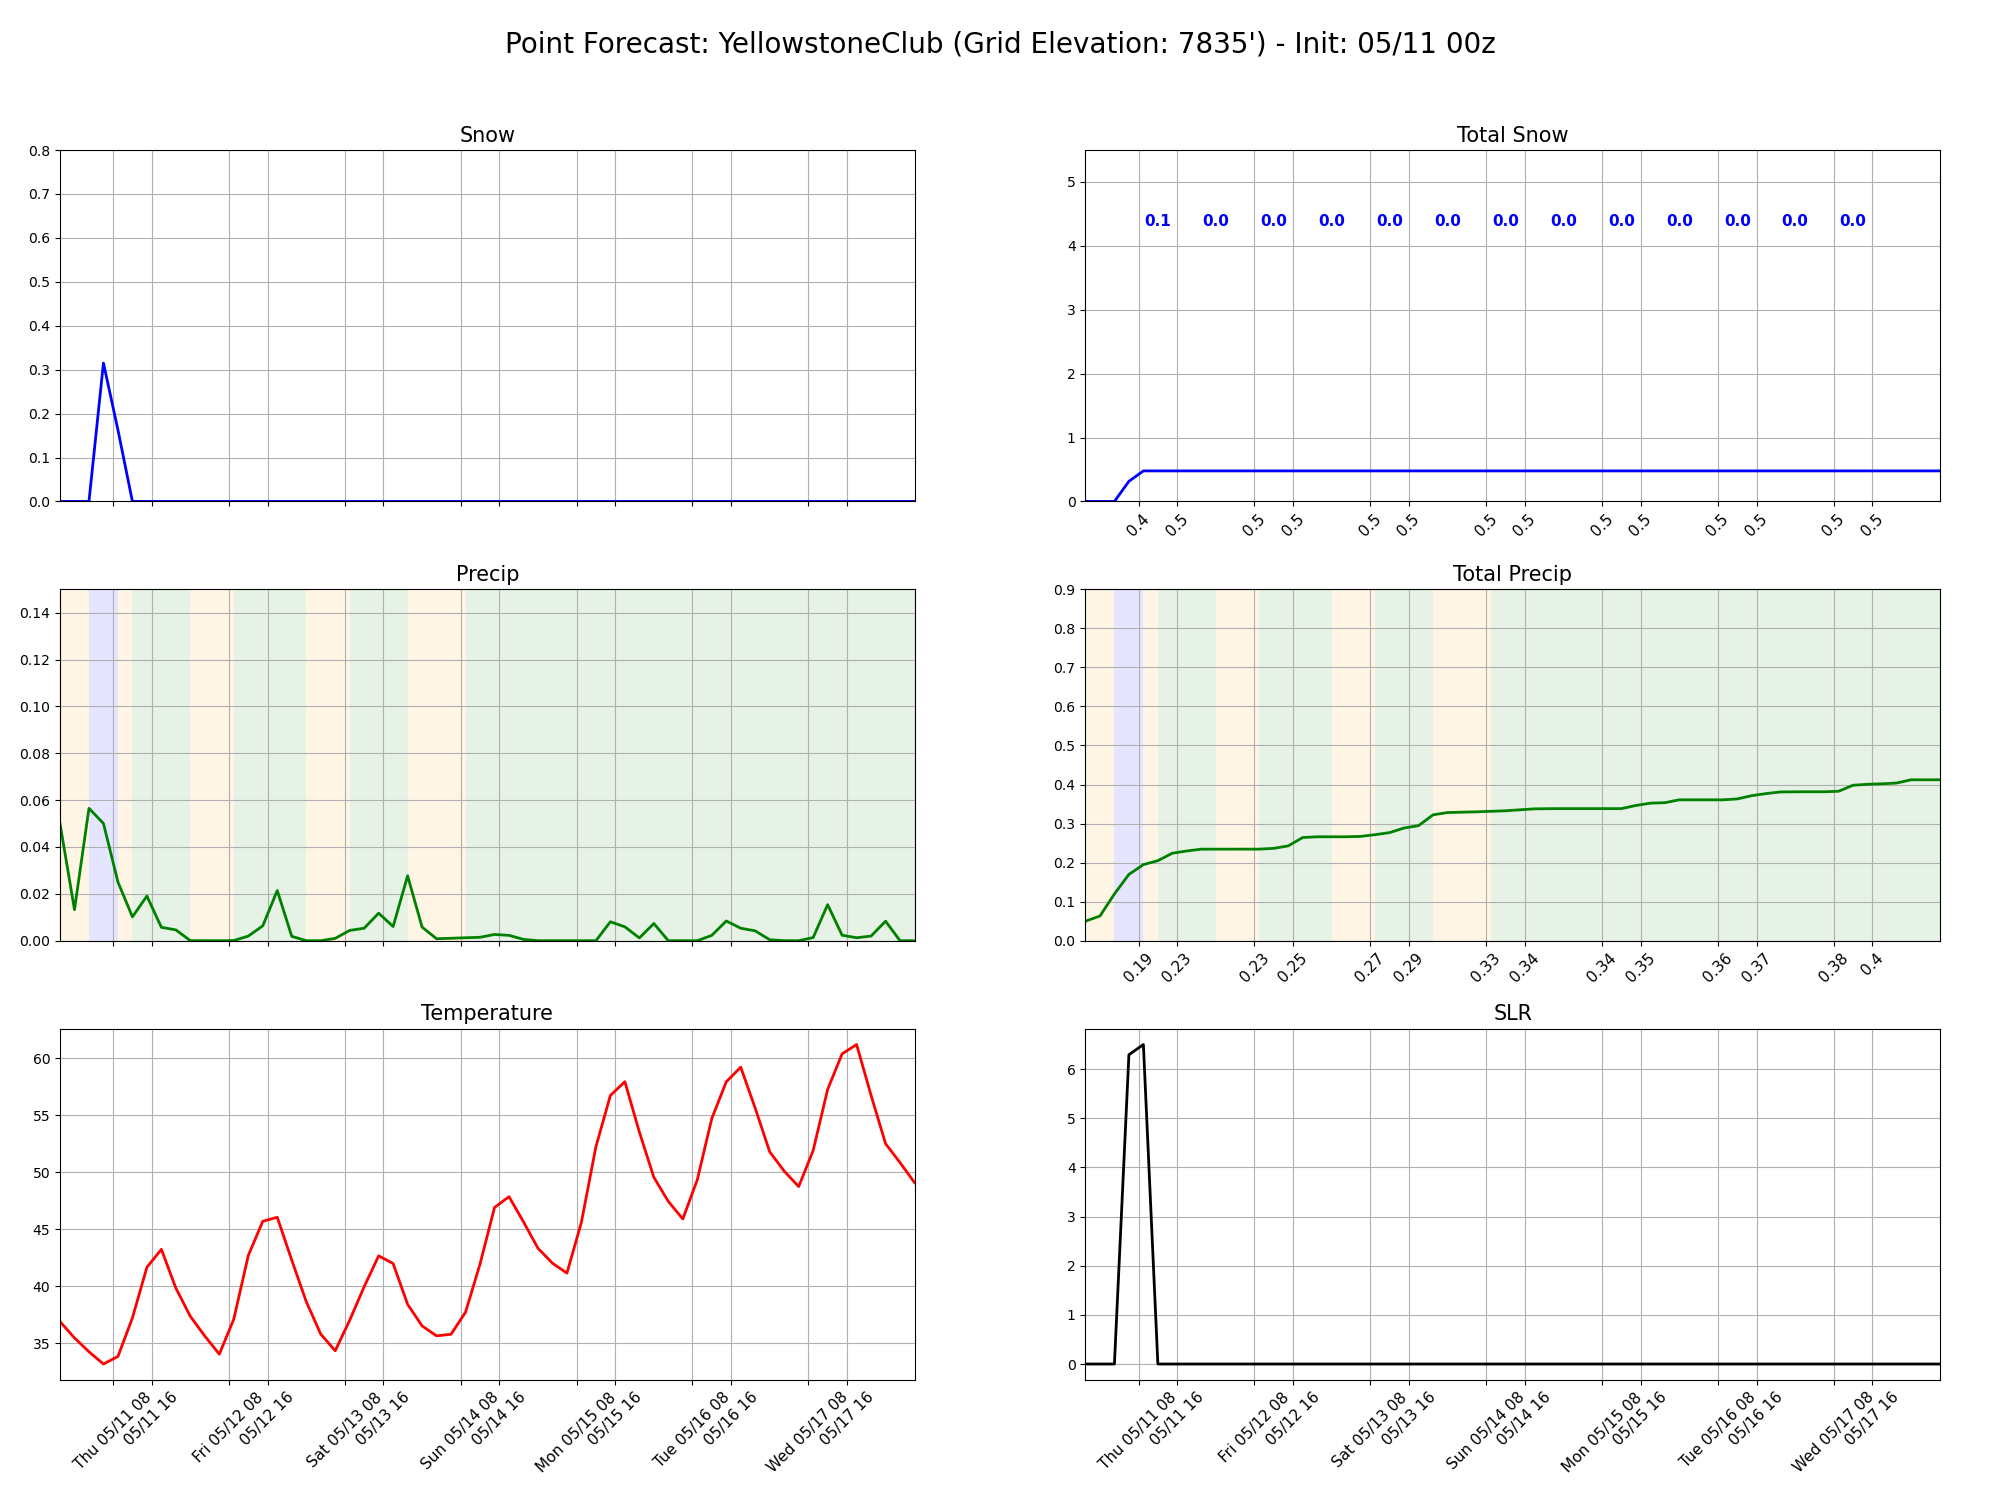 Point Forecast: YellowstoneClub (Grid Elevation: 7835') - Init: 05/11 00z
Snow
0.8
0.7
0.6
0.5
0.4
0.3
0.2
0.1
0.0
Total Snow
5
4
3
2
1
0
0.1 0.0 0.0 0.0 0.0 0.0 0.0 0.0 0.0 0.0 0.0 0.0 0.0
0.4 0.5 0.5 0.5 0.5 0.5 0.5 0.5 0.5 0.5 0.5 0.5 0.5 0.5
Precip
0.14
0.12
0.10
0.08
0.06
0.04
0.02
0.00
Total Precip
0.9
0.8
0.7
0.6
0.5
0.4
0.3
0.2
0.1
0.0
0.19 0.23 0.23 0.25 0.27 0.29 0.33 0.34 0.34 0.35 0.36 0.37 0.38 0.4
Temperature
60
55
50
45
40
35
Thu 05/11 08
05/11 16
Fri 05/12 08
05/12 16
Sat 05/13 08
05/13 16
Sun 05/14 08
05/14 16
Mon 05/15 08
05/15 16
Tue 05/16 08
05/16 16
Wed 05/17 08
05/17 16
SLR
6
5
4
3
2
1
0
Thu 05/11 08
05/11 16
Fri 05/12 08
05/12 16
Sat 05/13 08
05/13 16
Sun 05/14 08
05/14 16
Mon 05/15 08
05/15 16
Tue 05/16 08
05/16 16
Wed 05/17 08
05/17 16